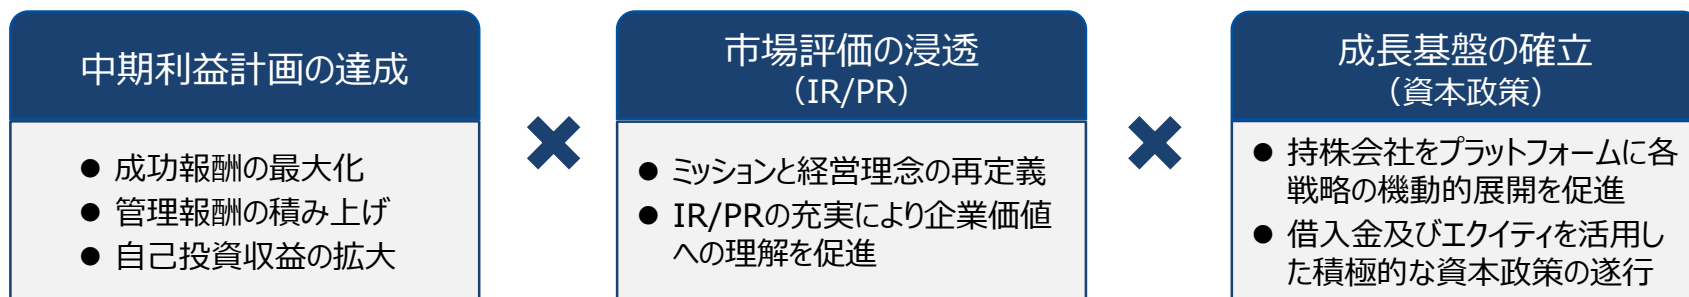 中期利益計画の達成
● 成功報酬の最大化
● 管理報酬の積み上げ
● 自己投資収益の拡大
市場評価の浸透
（IR/PR）
● ミッションと経営理念の再定義
● IR/PRの充実により企業価値
への理解を促進
成長基盤の確立
（資本政策）
● 持株会社をプラットフォームに各
戦略の機動的展開を促進
● 借入金及びエクイティを活用し
た積極的な資本政策の遂行